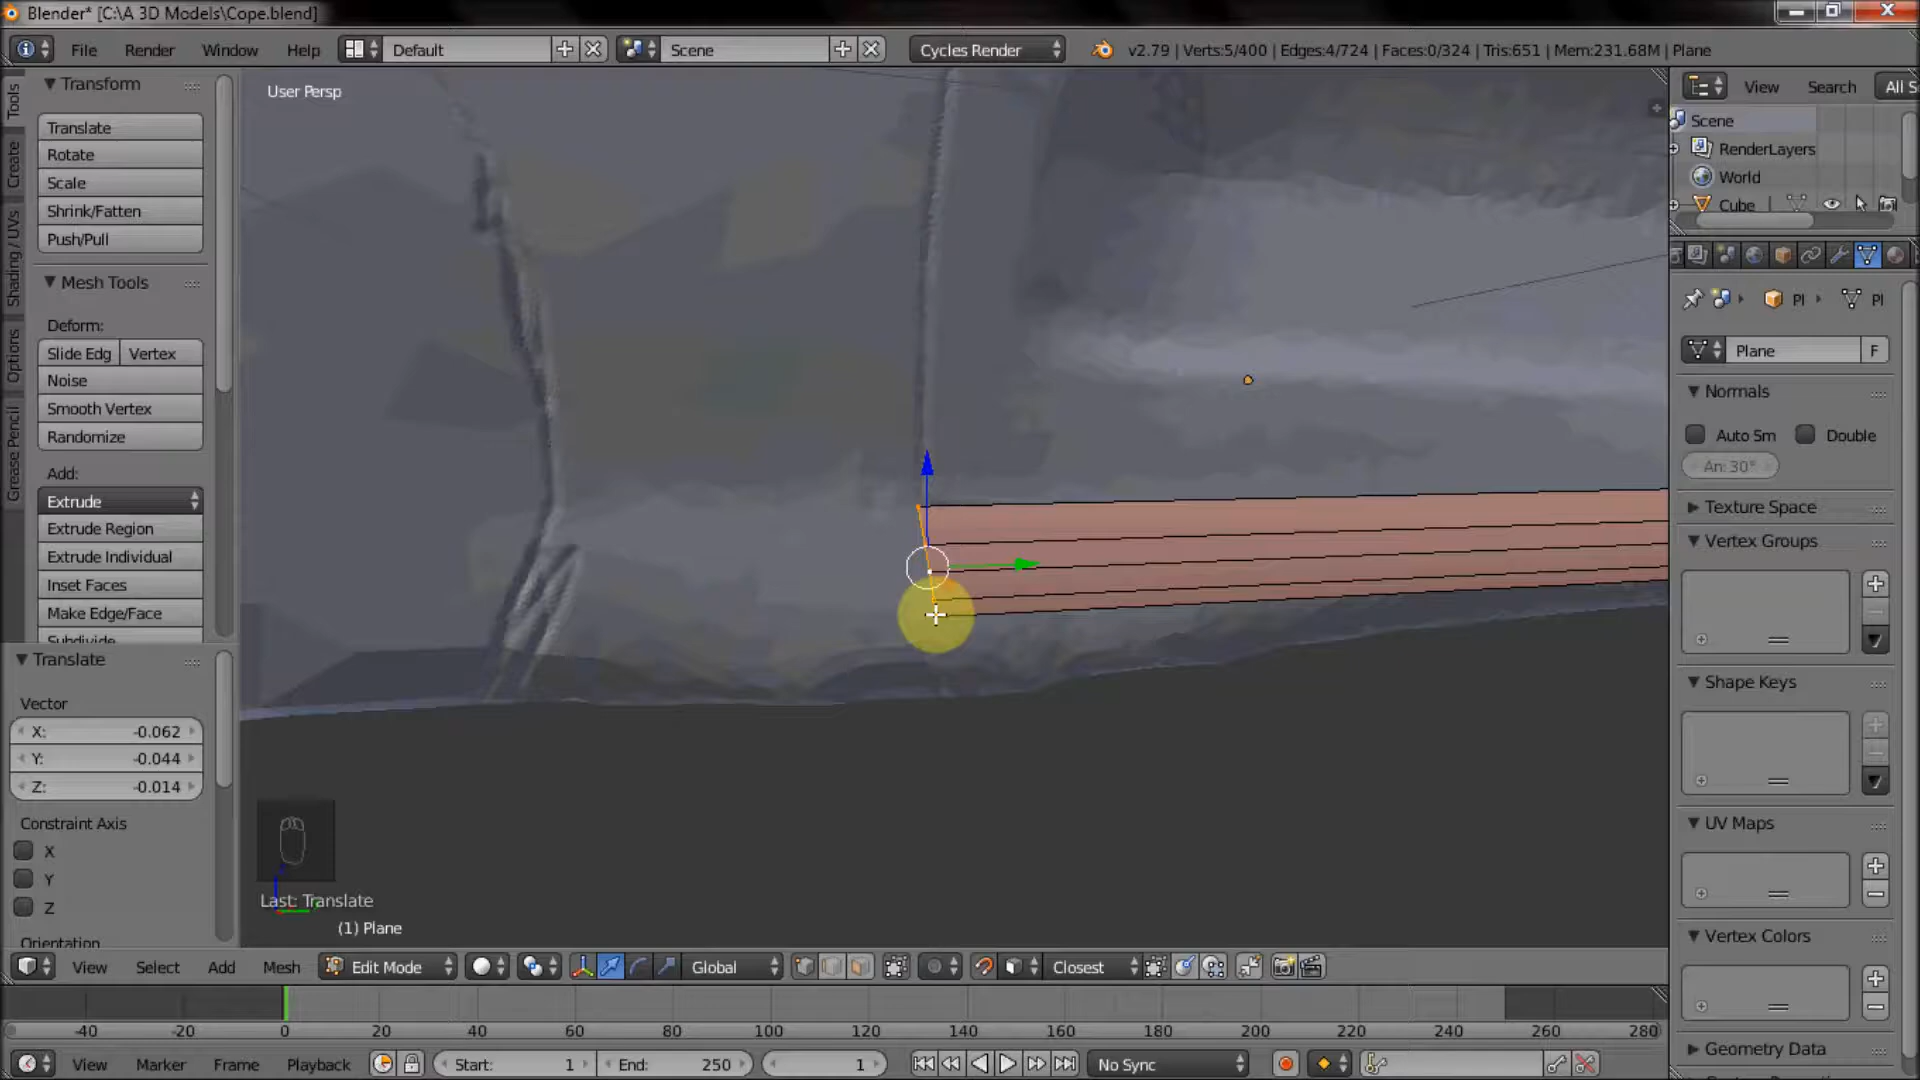 Blender* [C:\A 3D Models\Cope.blend]
File Render Window Help Default Scene Cycles Render v2.79 | Verts:5/400 | Edges:4/724 | Faces:0/324 | Tris:651 | Mem:231.68M | Plane
Tools
Create
Shading / UVs
Options
Grease Pencil
Transform
Translate
Rotate
Scale
Shrink/Fatten
Push/Pull
Mesh Tools
Deform:
Slide Edg Vertex
Noise
Smooth Vertex
Randomize
Add:
Extrude
Extrude Region
Extrude Individual
Inset Faces
Make Edge/Face
Subdivide
Translate
Vector
X: -0.062
Y: -0.044
Z: -0.014
Constraint Axis
X
Y
Z
Orientation
User Persp
Last: Translate
(1) Plane
View Search All S
Scene
RenderLayers
World
Cube
Pl Pl
Plane F
Normals
Auto Sm Double
An: 30°
Texture Space
Vertex Groups
Shape Keys
UV Maps
Vertex Colors
Geometry Data
View Select Add Mesh Edit Mode Global Closest
-40 -20 0 20 40 60 80 100 120 140 160 180 200 220 240 260 280
View Marker Frame Playback Start: 1 End: 250 1 No Sync